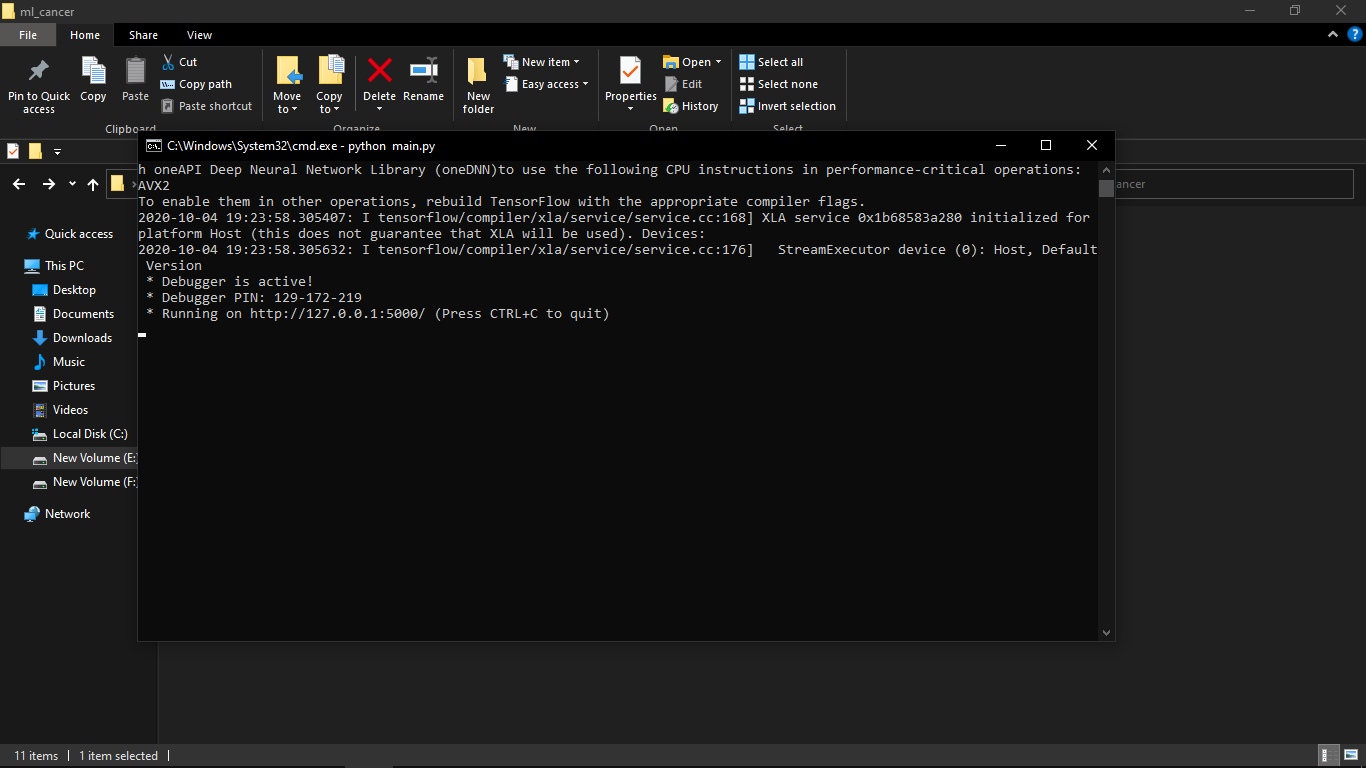 ml_cancer
File Home Share View
Pin to Quick access
Copy
Paste
Cut
Copy path
Paste shortcut
Clipboard
Move to
Copy to
Delete
Rename
Organize
New folder
New item
Easy access
New
Properties
Open
Edit
History
Open
Select all
Select none
Invert selection
Select
C:\Windows\System32\cmd.exe - python main.py
h oneAPI Deep Neural Network Library (oneDNN)to use the following CPU instructions in performance-critical operations:
AVX2
To enable them in other operations, rebuild TensorFlow with the appropriate compiler flags.
2020-10-04 19:23:58.305407: I tensorflow/compiler/xla/service/service.cc:168] XLA service 0x1b68583a280 initialized for
platform Host (this does not guarantee that XLA will be used). Devices:
2020-10-04 19:23:58.305632: I tensorflow/compiler/xla/service/service.cc:176]   StreamExecutor device (0): Host, Default
Version
* Debugger is active!
* Debugger PIN: 129-172-219
* Running on http://127.0.0.1:5000/ (Press CTRL+C to quit)
ancer
Quick access
This PC
Desktop
Documents
Downloads
Music
Pictures
Videos
Local Disk (C:)
New Volume (E:)
New Volume (F:)
Network
11 items
1 item selected